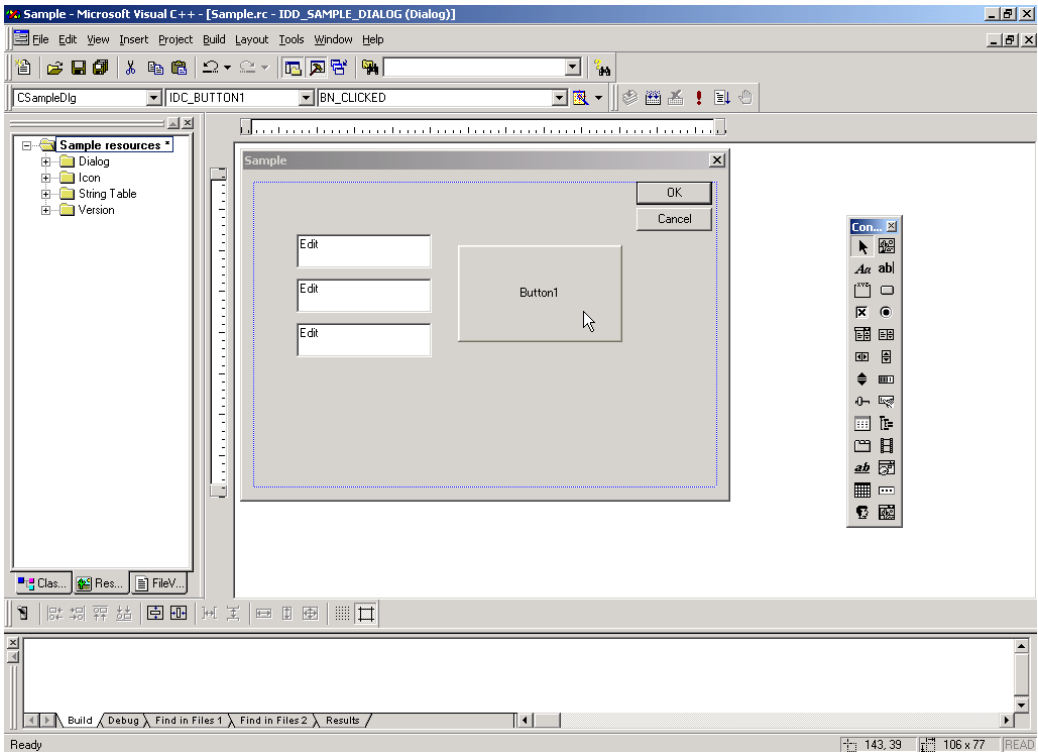 Sample - Microsoft Visual C++ - [Sample.rc - IDD_SAMPLE_DIALOG (Dialog)]
File Edit View Insert Project Build Layout Tools Window Help
CSampleDlg IDC_BUTTON1 BN_CLICKED
Sample resources *
Dialog
Icon
String Table
Version
Sample
OK
Cancel
Edit
Edit
Edit
Button1
Con...
Aa ab|
XYZ
ab
Clas... Res... FileV...
Build Debug Find in Files 1 Find in Files 2 Results
Ready 143, 39 106 x 77 READ